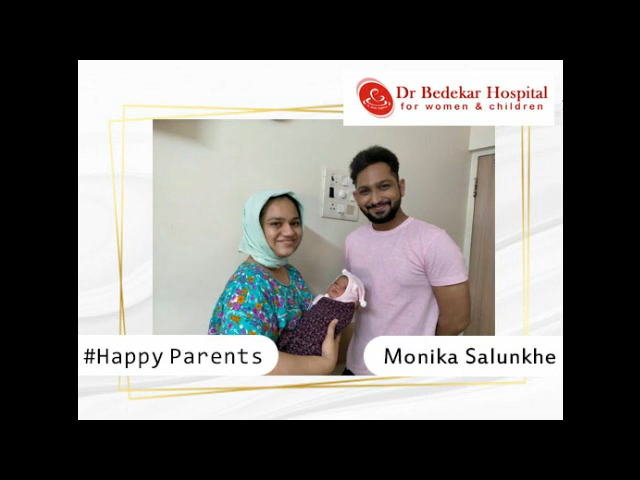 Dr Bedekar Hospital
for women & children
#Happy Parents
Monika Salunkhe